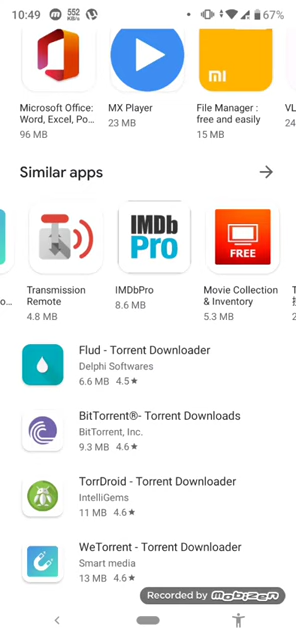 10:49 552 KB/s 67%
Microsoft Office: Word, Excel, Po...
96 MB
MX Player
23 MB
File Manager : free and easily
15 MB
VL
24
Similar apps
IMDb Pro
FREE
Transmission Remote
4.8 MB
IMDbPro
8.6 MB
Movie Collection & Inventory
5.3 MB
Flud - Torrent Downloader
Delphi Softwares
6.6 MB 4.5★
BitTorrent®- Torrent Downloads
BitTorrent, Inc.
9.3 MB 4.6★
TorrDroid - Torrent Downloader
IntelliGems
11 MB 4.6★
WeTorrent - Torrent Downloader
Smart media
13 MB 4.6★
Recorded by MOBIZEN